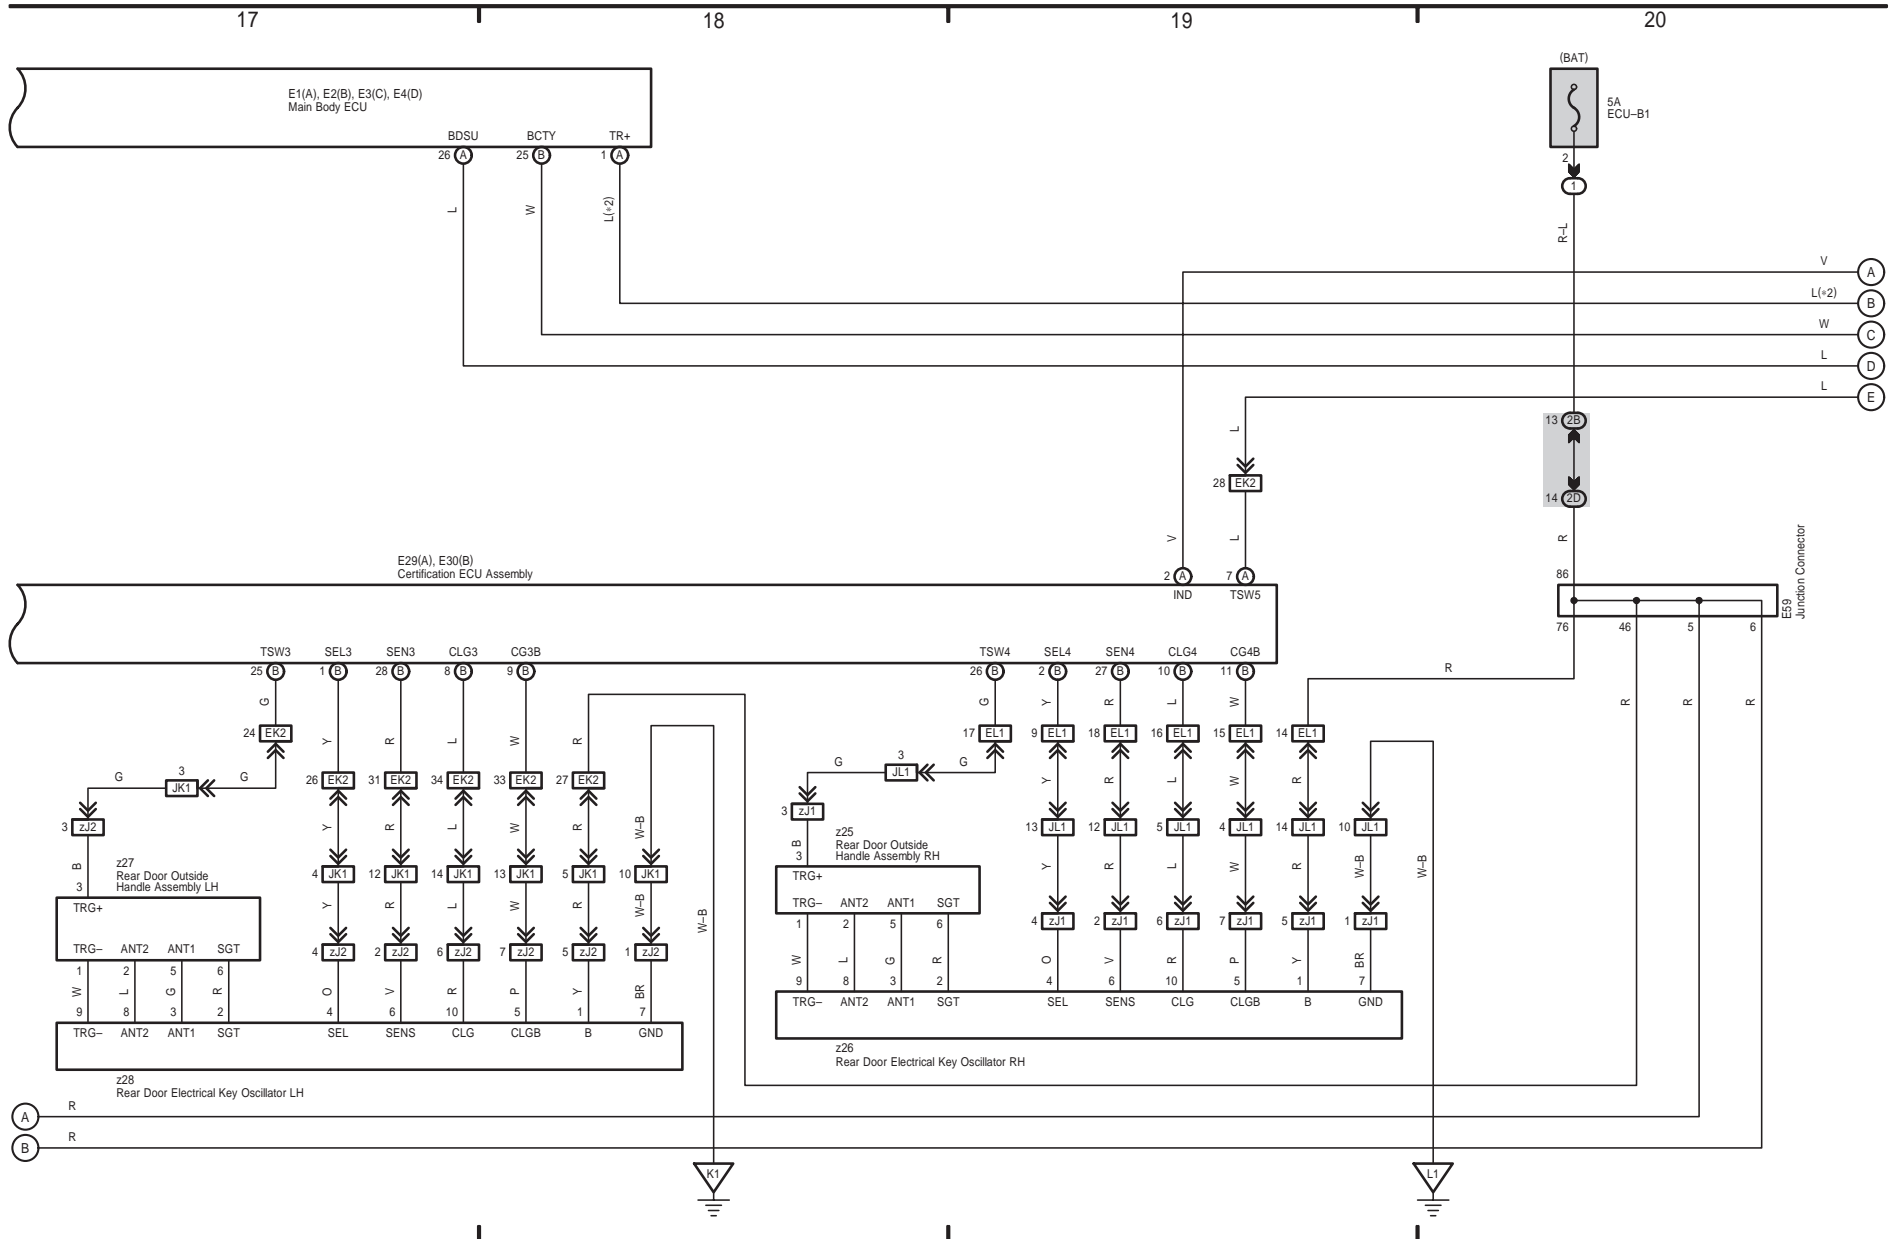 17 18 19 20
(BAT)
5A
ECU–B1
E1(A), E2(B), E3(C), E4(D)
Main Body ECU
BDSU BCTY TR+
26 A 25 B 1 A
2
1
L W L(∗2)
R–L
V A
L(∗2) B
W C
L D
L E
13 2B
L
28 EK2
14 2D
V L R
E29(A), E30(B)
Certification ECU Assembly
2 A 7 A
IND TSW5
86
E59
Junction Connector
76 46 5 6
TSW3 SEL3 SEN3 CLG3 CG3B TSW4 SEL4 SEN4 CLG4 CG4B
25 B 1 B 28 B 8 B 9 B 26 B 2 B 27 B 10 B 11 B
R
G G Y R L W R R R
24 EK2 17 EL1 9 EL1 18 EL1 16 EL1 15 EL1 14 EL1
Y R L W R
3 3
G JK1 G G JL1 G
26 EK2 31 EK2 34 EK2 33 EK2 27 EK2
Y R L W R
3 zJ2 3 zJ1
Y R L W R W–B
13 JL1 12 JL1 5 JL1 4 JL1 14 JL1 10 JL1
z25
Rear Door Outside
Handle Assembly RH
B 3
TRG+
z27
Rear Door Outside
Handle Assembly LH
B 3
TRG+
4 JK1 12 JK1 14 JK1 13 JK1 5 JK1 10 JK1
Y R L W R W–B W–B
Y R L W R W–B W–B
TRG– ANT2 ANT1 SGT
1 2 5 6
4 zJ1 2 zJ1 6 zJ1 7 zJ1 5 zJ1 1 zJ1
TRG– ANT2 ANT1 SGT
1 2 5 6
4 zJ2 2 zJ2 6 zJ2 7 zJ2 5 zJ2 1 zJ2
W L G R O V R P Y BR
9 8 3 2 4 6 10 5 1 7
TRG– ANT2 ANT1 SGT SEL SENS CLG CLGB B GND
W L G R O V R P Y BR
9 8 3 2 4 6 10 5 1 7
TRG– ANT2 ANT1 SGT SEL SENS CLG CLGB B GND
z26
Rear Door Electrical Key Oscillator RH
z28
Rear Door Electrical Key Oscillator LH
A R
B R
K1 L1